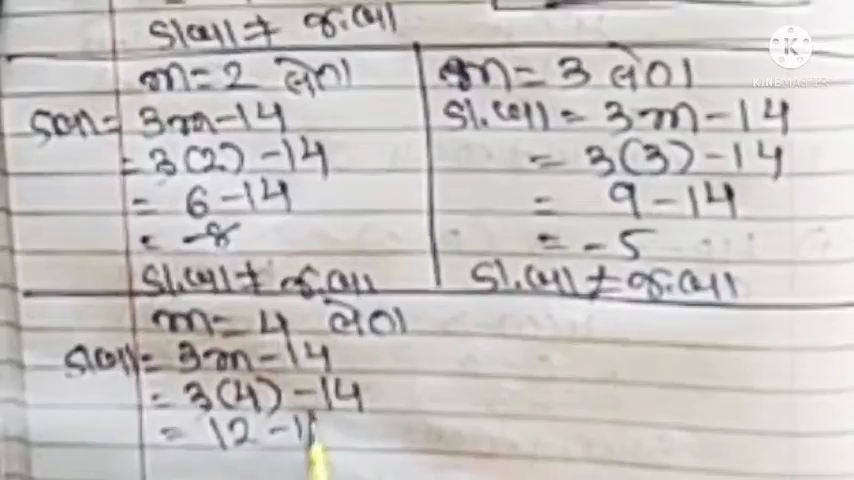 ડા.બા ≠ જ.બા
m = 2 લેતા
ડાબા = 3m - 14
= 3(2) - 14
= 6 - 14
= -8
ડા.બા ≠ જ.બા
m = 3 લેતા
ડા.બા = 3m - 14
= 3(3) - 14
= 9 - 14
= -5
ડા.બા ≠ જ.બા
m = 4 લેતા
ડાબા = 3m - 14
= 3(4) - 14
= 12 - 1
KINEMASTER